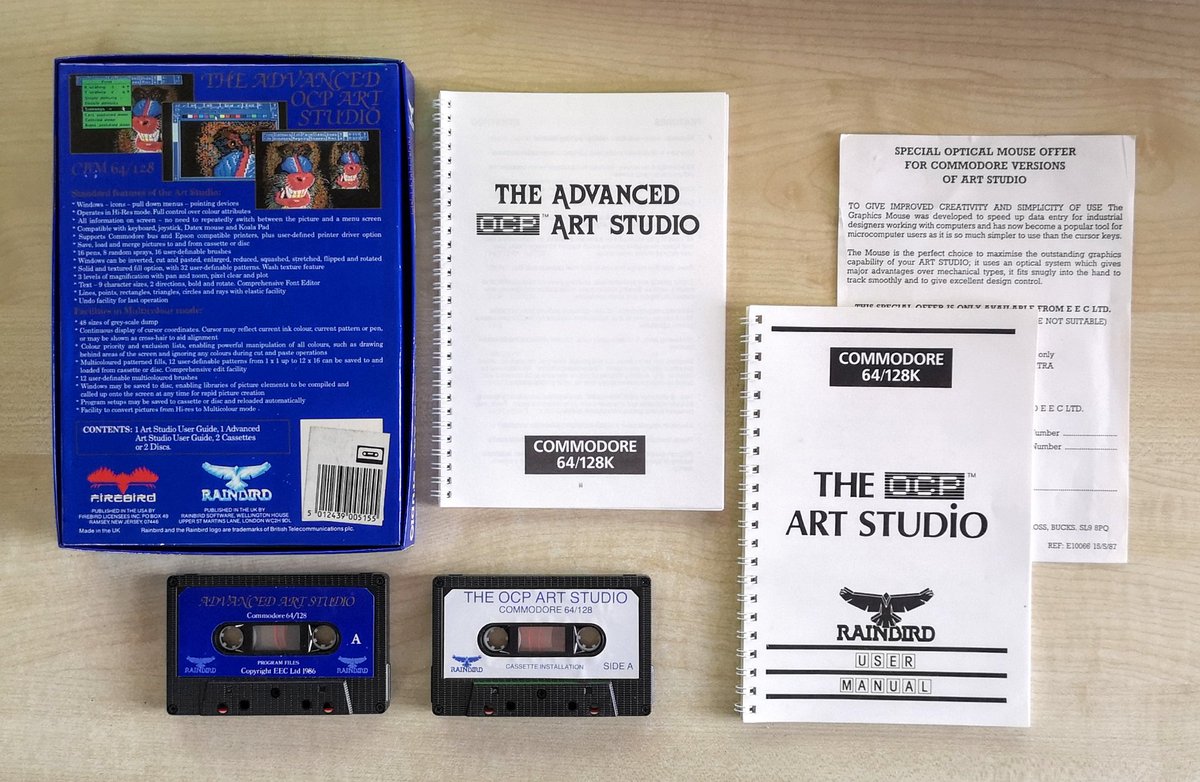 THE ADVANCED
OCP ART
STUDIO
CBM 64/128
Standard features of the Art Studio:
* Windows – icons – pull down menus – pointing devices
* Operates in Hi-Res mode. Full control over colour attributes
* All information on screen – no need to repeatedly switch between the picture and a menu screen
* Compatible with keyboard, joystick, Datex mouse and Koala Pad
* Supports Commodore bus and Epson compatible printers, plus user-defined printer driver option
* Save, load and merge pictures to and from cassette or disc
* 16 pens, 8 random sprays, 16 user-definable brushes
* Windows can be inverted, cut and pasted, enlarged, reduced, squashed, stretched, flipped and rotated
* Solid and textured fill option, with 32 user-definable patterns. Wash texture feature
* 3 levels of magnification with pan and zoom, pixel clear and plot
* Text – 9 character sizes, 2 directions, bold and rotate. Comprehensive Font Editor
* Lines, points, rectangles, triangles, circles and rays with elastic facility
* Undo facility for last operation
Facilities in Multicolour mode:
* 48 sizes of grey-scale dump
* Continuous display of cursor coordinates. Cursor may reflect current ink colour, current pattern or pen,
or may be shown as cross-hair to aid alignment
* Colour priority and exclusion lists, enabling powerful manipulation of all colours, such as drawing
behind areas of the screen and ignoring any colours during cut and paste operations
* Multicoloured patterned fills, 12 user-definable patterns from 1 x 1 up to 12 x 16 can be saved to and
loaded from cassette or disc. Comprehensive edit facility
* 12 user-definable multicoloured brushes
* Windows may be saved to disc, enabling libraries of picture elements to be compiled and
called up onto the screen at any time for rapid picture creation
* Program setups may be saved to cassette or disc and reloaded automatically
* Facility to convert pictures from Hi-res to Multicolour mode
CONTENTS: 1 Art Studio User Guide, 1 Advanced
Art Studio User Guide, 2 Cassettes
or 2 Discs.
FIREBIRD
PUBLISHED IN THE USA BY
FIREBIRD LICENSEES INC. PO BOX 49
RAMSEY, NEW JERSEY, 07446
RAINBIRD
PUBLISHED IN THE UK BY
RAINBIRD SOFTWARE, WELLINGTON HOUSE
UPPER ST MARTINS LANE, LONDON WC2H 9DL
Made in the UK
Rainbird and the Rainbird logo are trademarks of British Telecommunications plc.
5 012439 005155
THE ADVANCED
OCP™ ART STUDIO
COMMODORE
64/128K
iii
SPECIAL OPTICAL MOUSE OFFER
FOR COMMODORE VERSIONS
OF ART STUDIO
TO GIVE IMPROVED CREATIVITY AND SIMPLICITY OF USE The
Graphics Mouse was developed to speed up data entry for industrial
designers working with computers and has now become a popular tool for
microcomputer users as it is so much simpler to use than the cursor keys.
The Mouse is the perfect choice to maximise the outstanding graphics
capability of your ART STUDIO; it uses an optical system which gives
major advantages over mechanical types, it fits snugly into the hand to
track smoothly and to give excellent design control.
THIS SPECIAL OFFER IS ONLY AVAILABLE FROM E E C LTD.
E NOT SUITABLE)
only
TRA
E E C LTD.
umber
Number
OSS, BUCKS. SL9 8PQ
REF: E10066 15/5/87
COMMODORE
64/128K
THE OCP™
ART STUDIO
RAINBIRD
USER
MANUAL
ADVANCED ART STUDIO
Commodore 64/128
A
RAINBIRD
PROGRAM FILES
Copyright EEC Ltd 1986
RAINBIRD
THE OCP ART STUDIO
COMMODORE 64/128
RAINBIRD
CASSETTE INSTALLATION
SIDE A